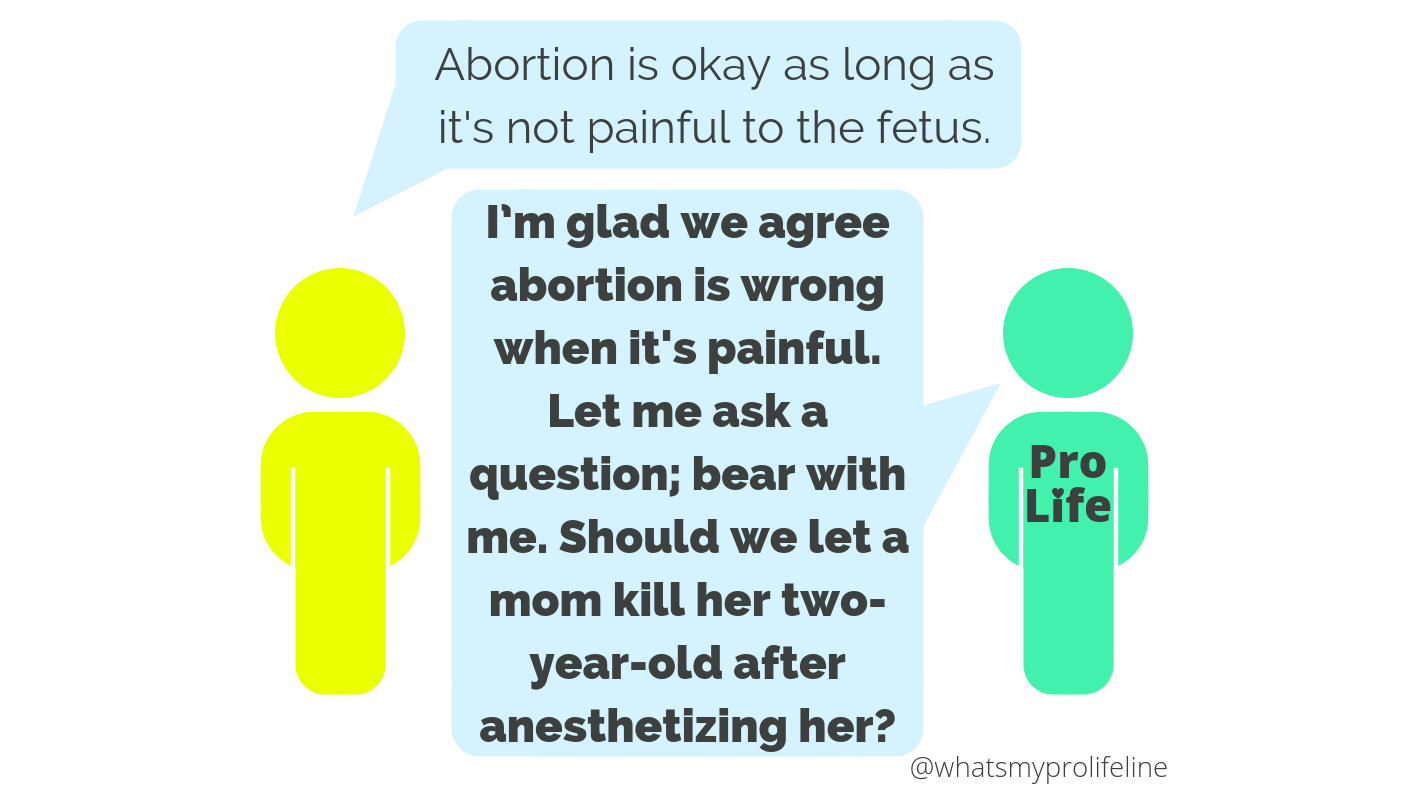 Abortion is okay as long as
it's not painful to the fetus.
I’m glad we agree
abortion is wrong
when it's painful.
Let me ask a
question; bear with
me. Should we let a
mom kill her two-
year-old after
anesthetizing her?
Pro
Life
@whatsmyprolifeline